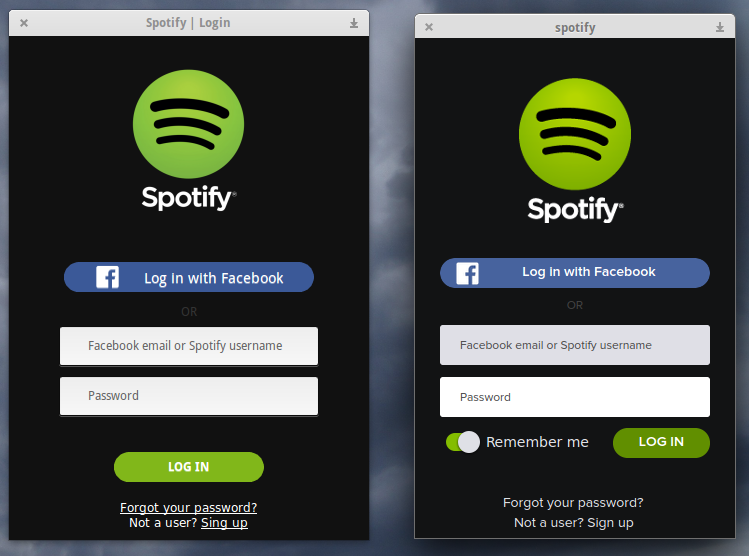 Spotify | Login
Spotify®
Log in with Facebook
OR
Facebook email or Spotify username
Password
LOG IN
Forgot your password?
Not a user? Sing up
spotify
Spotify®
Log in with Facebook
OR
Facebook email or Spotify username
Password
Remember me
LOG IN
Forgot your password?
Not a user? Sign up